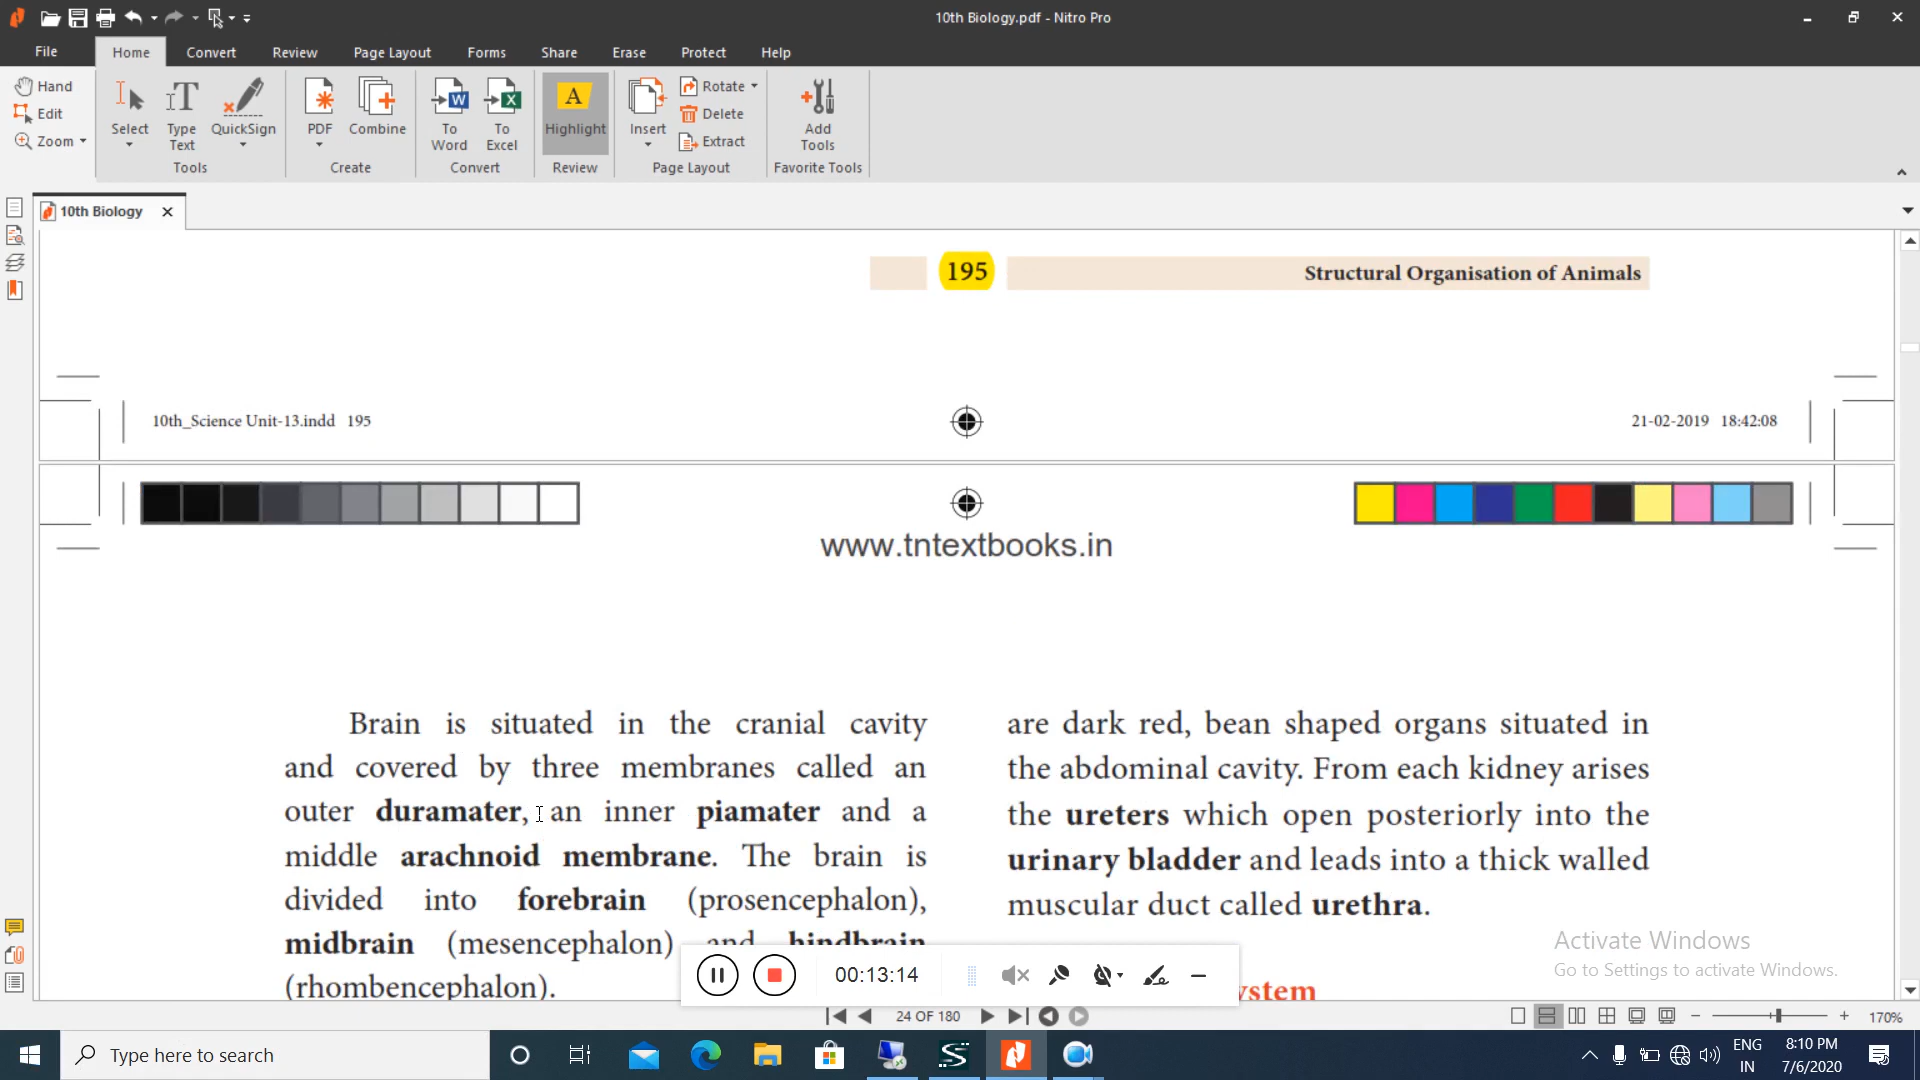 10th Biology.pdf - Nitro Pro
File Home Convert Review Page Layout Forms Share Erase Protect Help
Hand
Edit
Zoom
Select
Type Text
QuickSign
Tools
PDF
Combine
Create
To Word
To Excel
Convert
A
Highlight
Review
Insert
Rotate
Delete
Extract
Page Layout
Add Tools
Favorite Tools
10th Biology
195 Structural Organisation of Animals
10th_Science Unit-13.indd 195
21-02-2019 18:42:08
www.tntextbooks.in
Brain is situated in the cranial cavity
and covered by three membranes called an
outer duramater, an inner piamater and a
middle arachnoid membrane. The brain is
divided into forebrain (prosencephalon),
midbrain (mesencephalon) and hindbrain
(rhombencephalon).
are dark red, bean shaped organs situated in
the abdominal cavity. From each kidney arises
the ureters which open posteriorly into the
urinary bladder and leads into a thick walled
muscular duct called urethra.
ystem
Activate Windows
Go to Settings to activate Windows.
00:13:14
24 OF 180
170%
Type here to search
ENG
IN
8:10 PM
7/6/2020